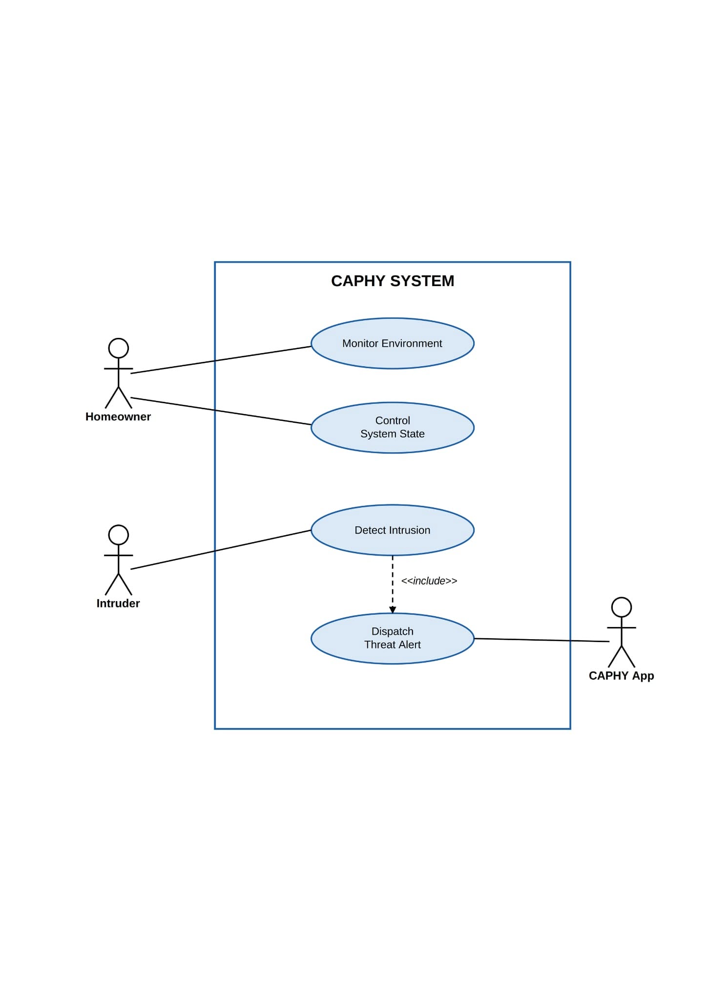 CAPHY SYSTEM
Monitor Environment
Homeowner
Control
System State
Detect Intrusion
<<include>>
Intruder
Dispatch
Threat Alert
CAPHY App